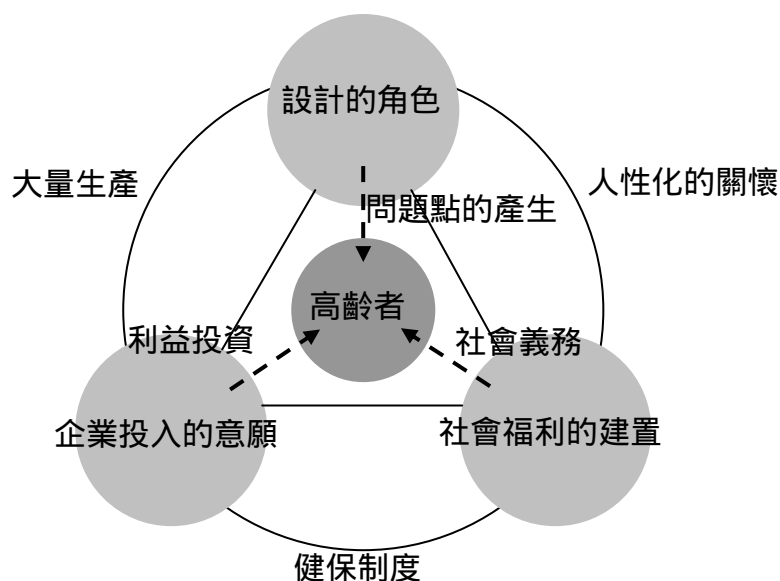 設計的角色
大量生產
人性化的關懷
問題點的產生
高齡者
利益投資
社會義務
企業投入的意願
社會福利的建置
健保制度